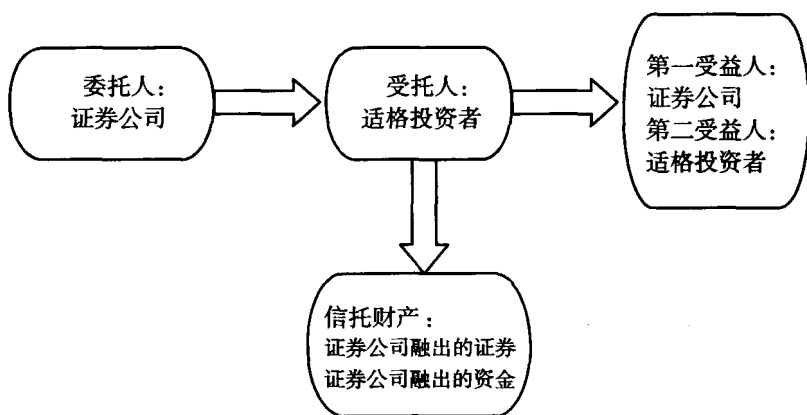 委托人：
证券公司
受托人：
适格投资者
第一受益人：
证券公司
第二受益人：
适格投资者
信托财产：
证券公司融出的证券
证券公司融出的资金